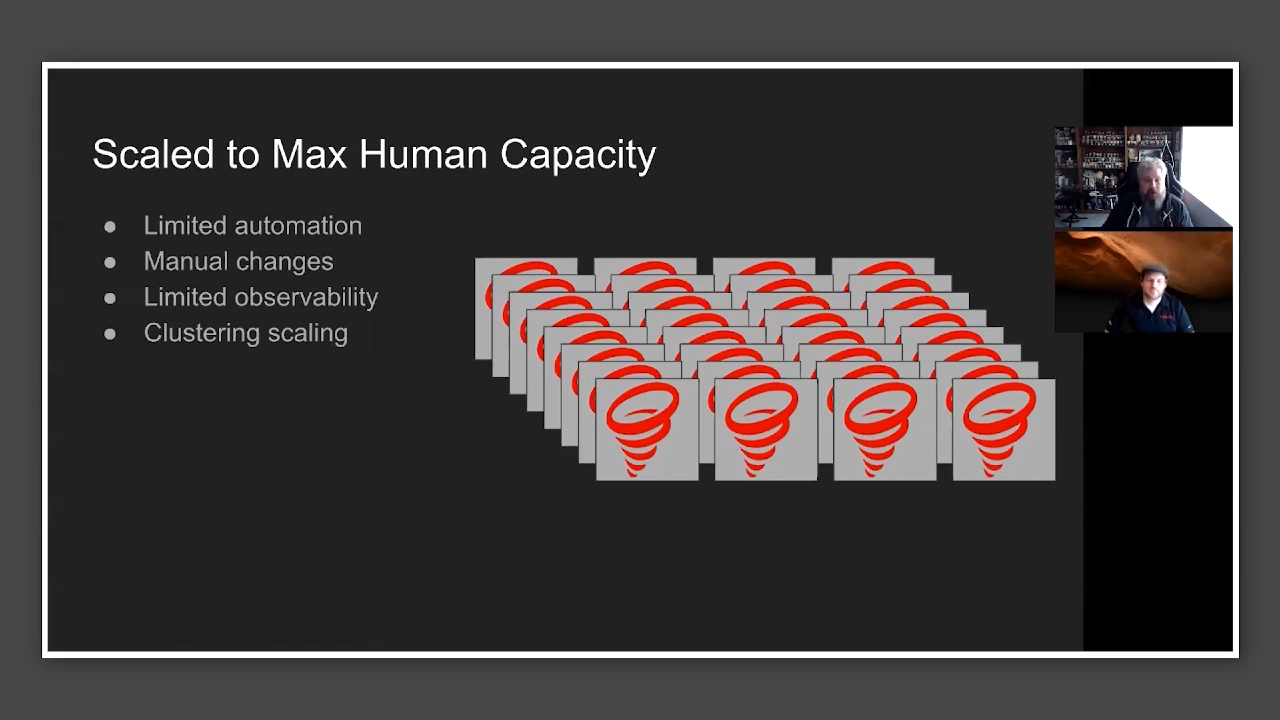 Scaled to Max Human Capacity
● Limited automation
● Manual changes
● Limited observability
● Clustering scaling